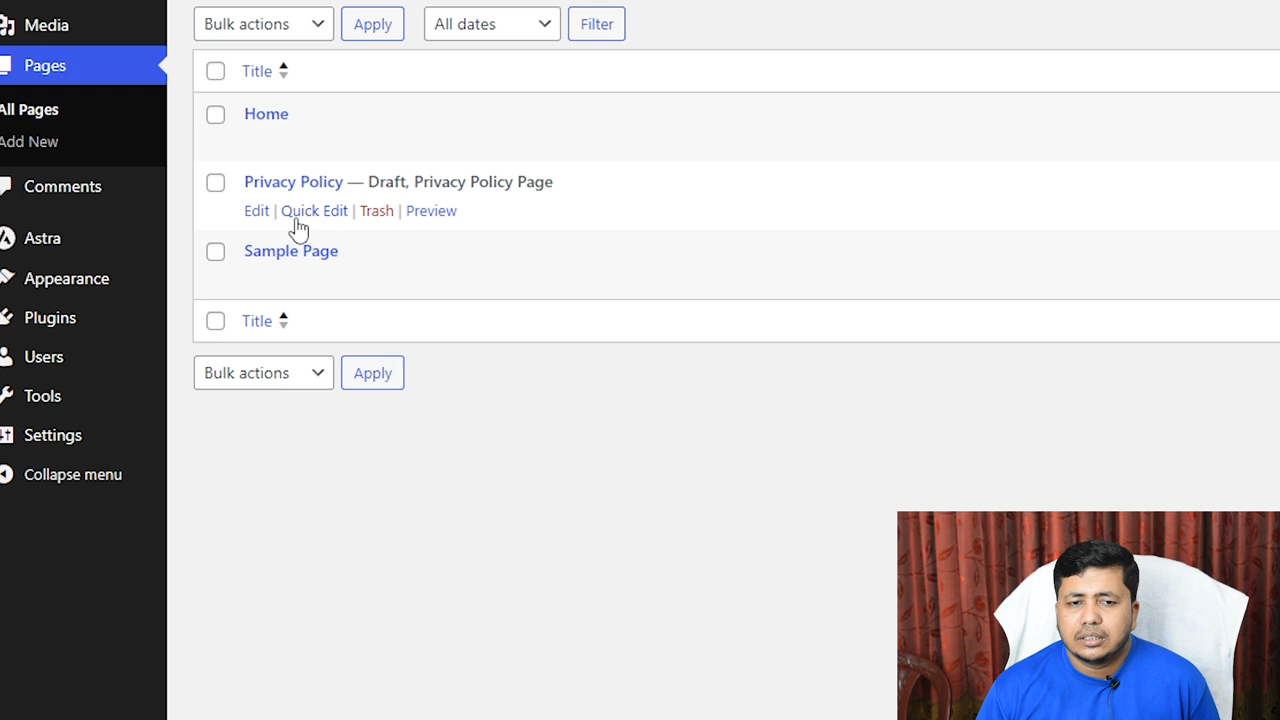 Media
Pages
All Pages
Add New
Comments
Astra
Appearance
Plugins
Users
Tools
Settings
Collapse menu
Bulk actions Apply All dates Filter
Title
Home
Privacy Policy — Draft, Privacy Policy Page
Edit | Quick Edit | Trash | Preview
Sample Page
Title
Bulk actions Apply